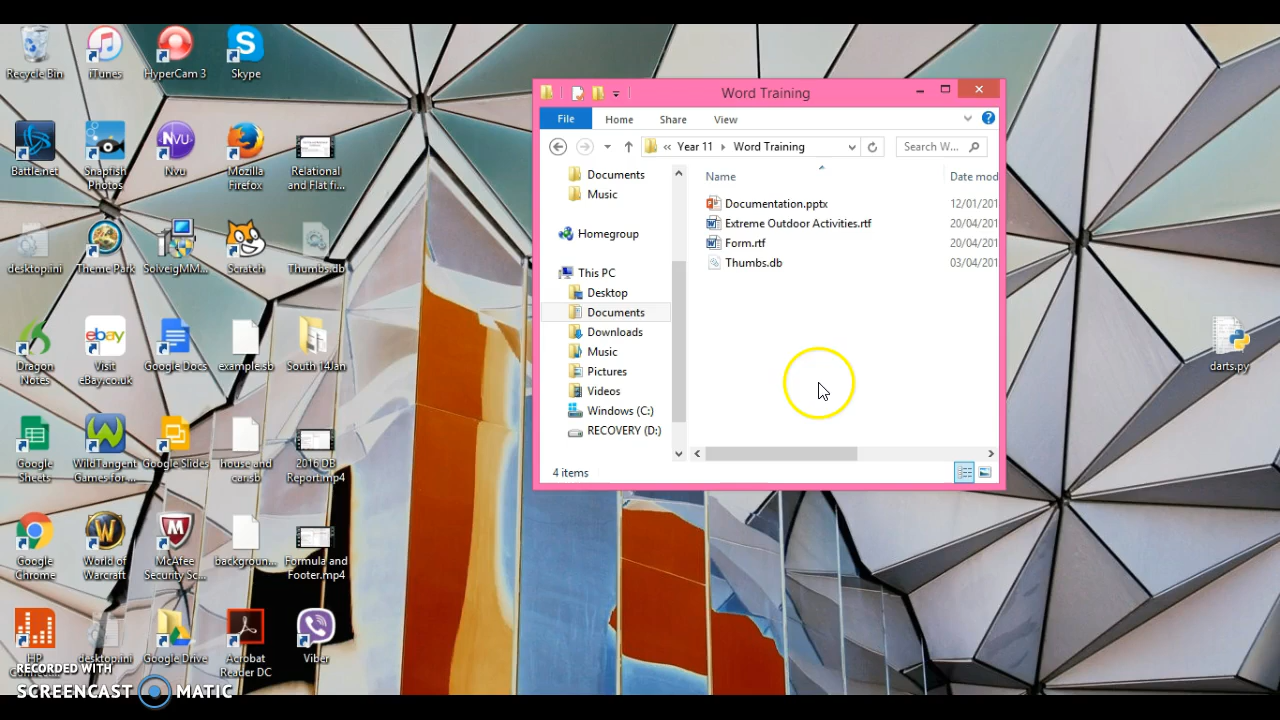 Recycle Bin
iTunes
HyperCam 3
Skype
Battle.net
Snapfish
Photos
Nvu
Mozilla
Firefox
Relational
and Flat fi...
desktop.ini
Theme Park
SolveigMM...
Scratch
Thumbs.db
Dragon
Notes
Visit
eBay.co.uk
Google Docs
example.sb
South 14Jan
Google
Sheets
WildTangent
Games for...
Google Slides
house and
car.sb
2016 DB
Report.mp4
Google
Chrome
World of
Warcraft
McAfee
Security Sc...
backgroun...
Formula and
Footer.mp4
HP
desktop.ini
Google Drive
Acrobat
Reader DC
Viber
RECORDED WITH
SCREENCAST MATIC
Word Training
File Home Share View
« Year 11 Word Training
Search W...
Documents
Music
Homegroup
This PC
Desktop
Documents
Downloads
Music
Pictures
Videos
Windows (C:)
RECOVERY (D:)
Name Date mod
Documentation.pptx 12/01/201
Extreme Outdoor Activities.rtf 20/04/201
Form.rtf 20/04/201
Thumbs.db 03/04/201
4 items
darts.py